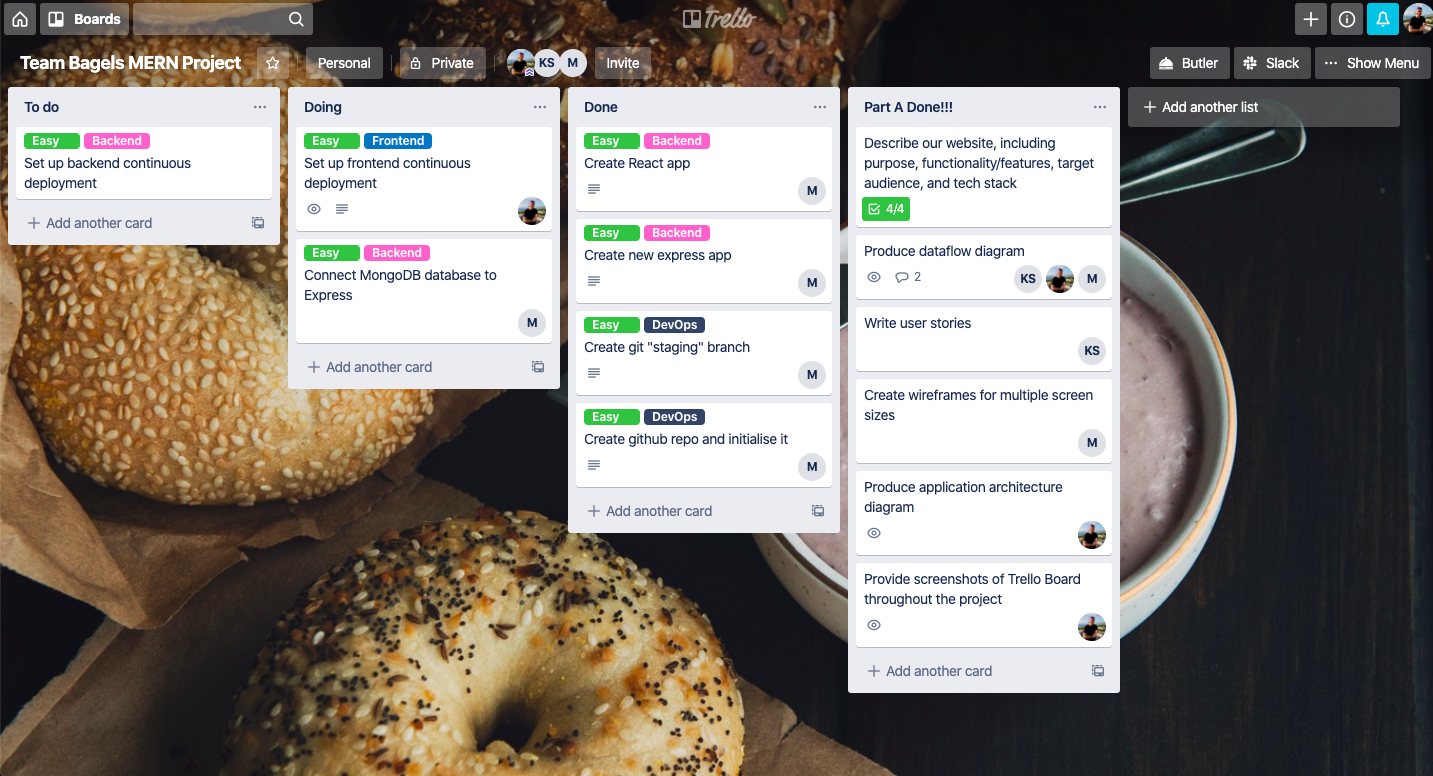 Boards
Trello
Team Bagels MERN Project
Personal
Private
KS
M
Invite
Butler
Slack
Show Menu
To do
Easy Backend
Set up backend continuous
deployment
Add another card
Doing
Easy Frontend
Set up frontend continuous
deployment
Easy Backend
Connect MongoDB database to
Express
M
Add another card
Done
Easy Backend
Create React app
M
Easy Backend
Create new express app
M
Easy DevOps
Create git "staging" branch
M
Easy DevOps
Create github repo and initialise it
M
Add another card
Part A Done!!!
Describe our website, including
purpose, functionality/features, target
audience, and tech stack
4/4
Produce dataflow diagram
2
KS
M
Write user stories
KS
Create wireframes for multiple screen
sizes
M
Produce application architecture
diagram
Provide screenshots of Trello Board
throughout the project
Add another card
Add another list